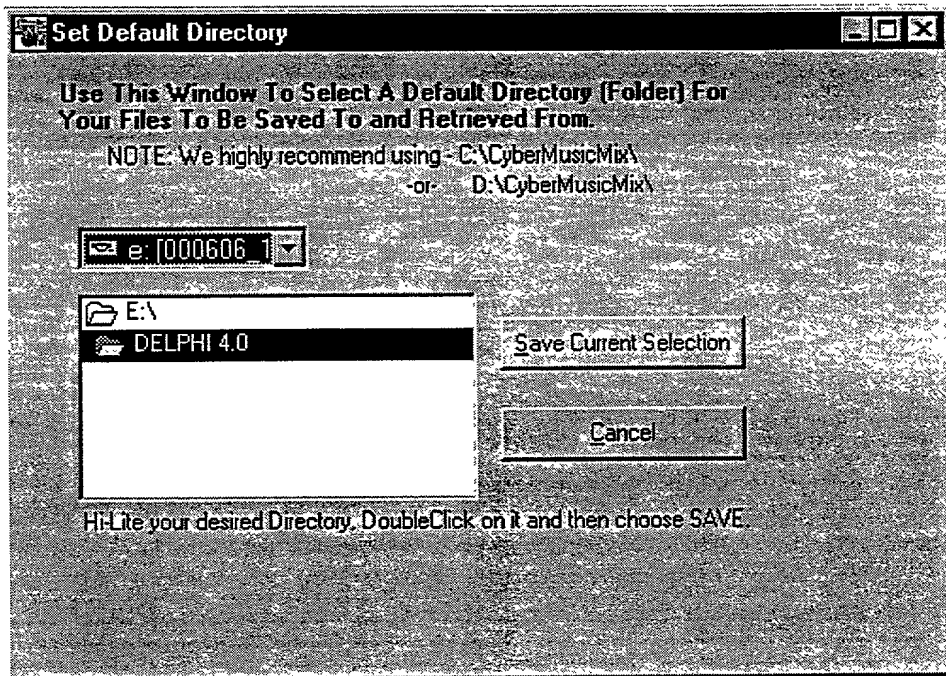 Set Default Directory
Use This Window To Select A Default Directory (Folder) For
Your Files To Be Saved To and Retrieved From.
NOTE: We highly recommend using - C:\CyberMusicMix\
-or- D:\CyberMusicMix\
e: [000606_1
E:\
DELPHI 4.0
Save Current Selection
Cancel
Hi-Lite your desired Directory, DoubleClick on it and then choose SAVE.